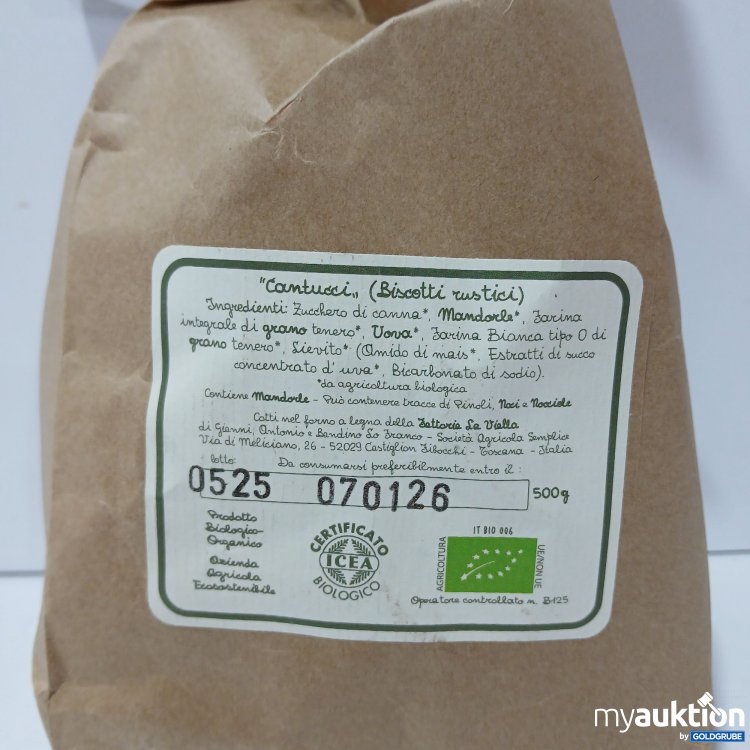 "Cantucci„ (Biscotti rustici)
Ingredienti: Zucchero di canna*, Mandorle*, Farina
integrale di grano tenero*, Uova*, Farina Bianca tipo 0 di
grano tenero*, Lievito* (Amido di mais*, Estratti di succo
concentrato d'uva*, Bicarbonato di sodio).
*da agricoltura biologica
Contiene Mandorle - Può contenere tracce di Pinoli, Noci e Nocciole
Cotti nel forno a legna della Fattoria La Vialla
di Gianni, Antonio e Bandino Lo Franco - Società Agricola Semplice
Via di Meliciano, 26 - 52029 Castiglion Fibocchi - Toscana - Italia
lotto: Da consumarsi preferibilmente entro il:
0525 070126 500g
Prodotto
Biologico-
Organico
Azienda
Agricola
Ecosostenibile
CERTIFICATO
ICEA
BIOLOGICO
IT BIO 006
AGRICOLTURA
UE/NON UE
Operatore controllato n. B125
myauktion
by GOLDGRUBE